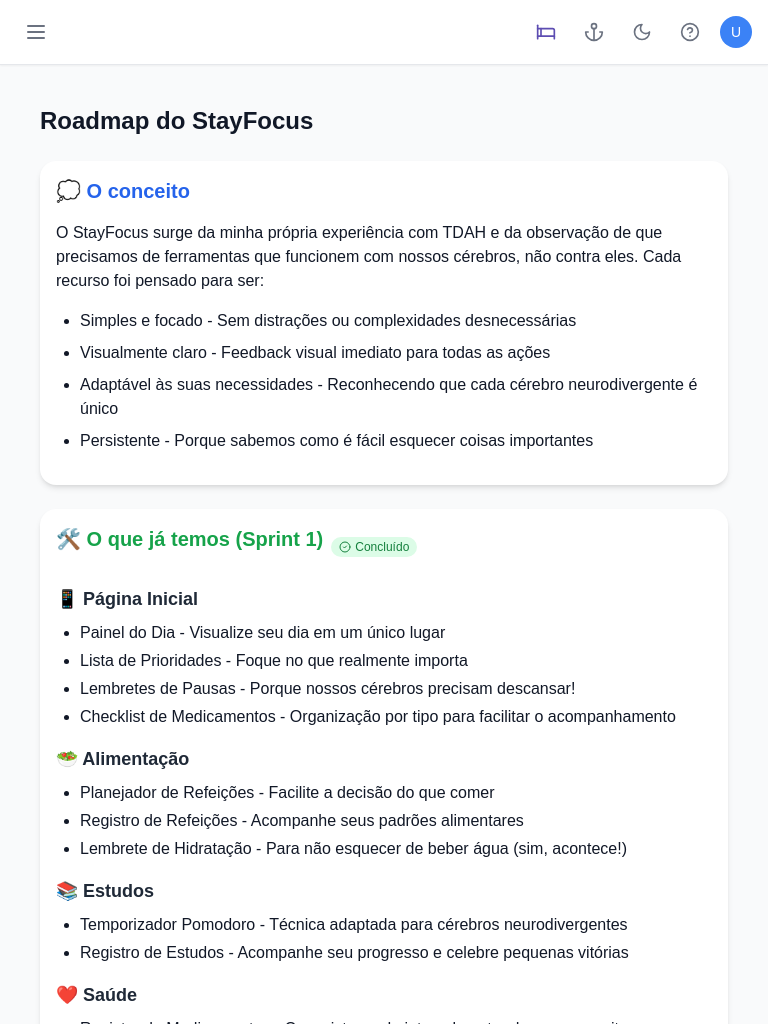 U
Roadmap do StayFocus
💭 O conceito
O StayFocus surge da minha própria experiência com TDAH e da observação de que
precisamos de ferramentas que funcionem com nossos cérebros, não contra eles. Cada
recurso foi pensado para ser:
• Simples e focado - Sem distrações ou complexidades desnecessárias
• Visualmente claro - Feedback visual imediato para todas as ações
• Adaptável às suas necessidades - Reconhecendo que cada cérebro neurodivergente é
único
• Persistente - Porque sabemos como é fácil esquecer coisas importantes
🛠️ O que já temos (Sprint 1) Concluído
📱 Página Inicial
• Painel do Dia - Visualize seu dia em um único lugar
• Lista de Prioridades - Foque no que realmente importa
• Lembretes de Pausas - Porque nossos cérebros precisam descansar!
• Checklist de Medicamentos - Organização por tipo para facilitar o acompanhamento
🥗 Alimentação
• Planejador de Refeições - Facilite a decisão do que comer
• Registro de Refeições - Acompanhe seus padrões alimentares
• Lembrete de Hidratação - Para não esquecer de beber água (sim, acontece!)
📚 Estudos
• Temporizador Pomodoro - Técnica adaptada para cérebros neurodivergentes
• Registro de Estudos - Acompanhe seu progresso e celebre pequenas vitórias
❤️ Saúde